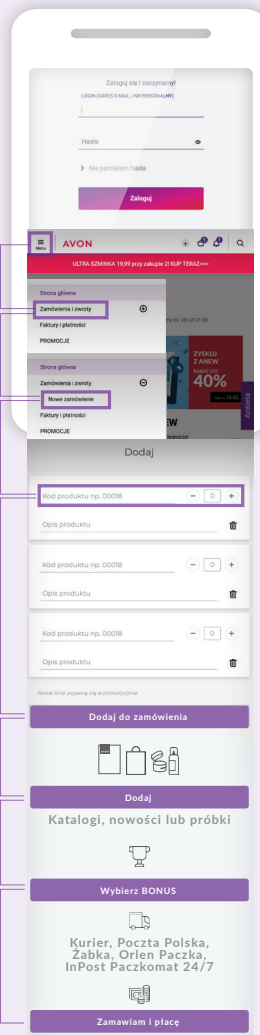 Zaloguj się i zaczynamy!
LOGIN (ADRES E-MAIL / NR PERSONALNY)
Hasło
Nie pamiętam hasła
Zaloguj
Menu
AVON
ULTRA SZMINKA 19,99 przy zakupie 2! KUP TERAZ>>>
Strona główna
Zamówienia i zwroty
Faktury i płatności
PROMOCJE
Strona główna
Zamówienia i zwroty
Nowe zamówienie
Faktury i płatności
PROMOCJE
ZYSKUJ
Z ANEW
RABAT DO
40%
Ankieta
Dodaj
Kod produktu np. 00018
0
Opis produktu
Kod produktu np. 00018
0
Opis produktu
Kod produktu np. 00018
0
Opis produktu
Nowe linie pojawią się automatycznie
Dodaj do zamówienia
Dodaj
Katalogi, nowości lub próbki
Wybierz BONUS
Kurier, Poczta Polska,
Żabka, Orlen Paczka,
InPost Paczkomat 24/7
Zamawiam i płacę